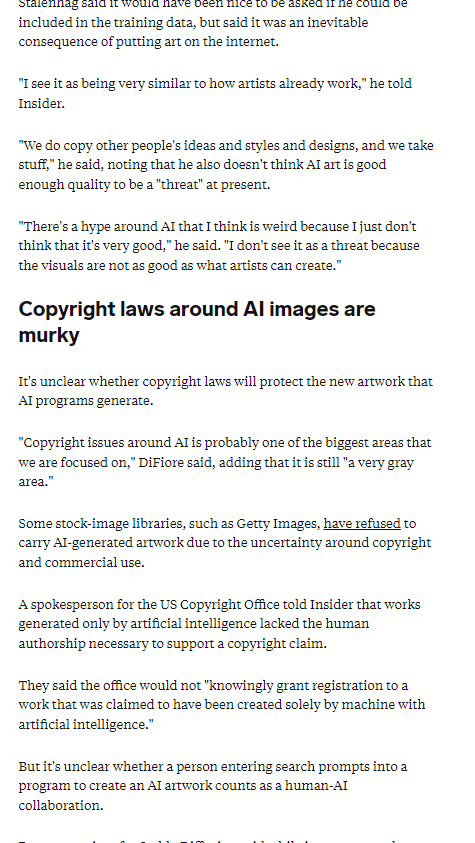 Stalenhag said it would have been nice to be asked if he could be
included in the training data, but said it was an inevitable
consequence of putting art on the internet.
"I see it as being very similar to how artists already work," he told
Insider.
"We do copy other people's ideas and styles and designs, and we take
stuff," he said, noting that he also doesn't think AI art is good
enough quality to be a "threat" at present.
"There's a hype around AI that I think is weird because I just don't
think that it's very good," he said. "I don't see it as a threat because
the visuals are not as good as what artists can create."
Copyright laws around AI images are
murky
It's unclear whether copyright laws will protect the new artwork that
AI programs generate.
"Copyright issues around AI is probably one of the biggest areas that
we are focused on," DiFiore said, adding that it is still "a very gray
area."
Some stock-image libraries, such as Getty Images, have refused to
carry AI-generated artwork due to the uncertainty around copyright
and commercial use.
A spokesperson for the US Copyright Office told Insider that works
generated only by artificial intelligence lacked the human
authorship necessary to support a copyright claim.
They said the office would not "knowingly grant registration to a
work that was claimed to have been created solely by machine with
artificial intelligence."
But it's unclear whether a person entering search prompts into a
program to create an AI artwork counts as a human-AI
collaboration.